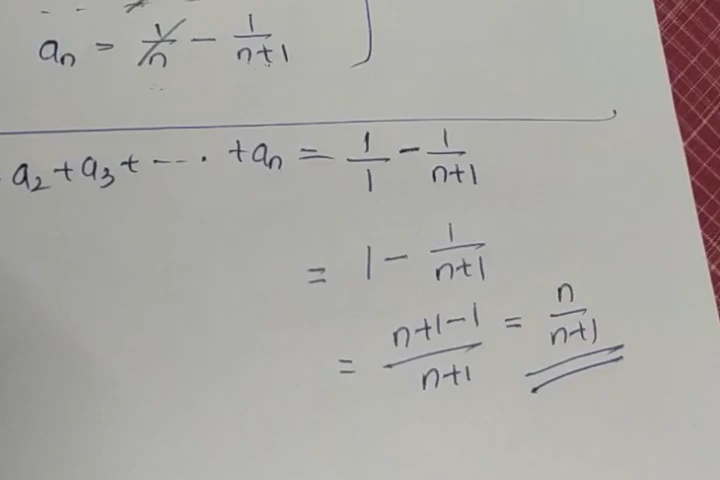 aₙ = 1/n - 1/(n+1)
a₂ + a₃ + ---. + aₙ = 1/1 - 1/(n+1)
= 1 - 1/(n+1)
= (n+1-1)/(n+1) = n/(n+1)